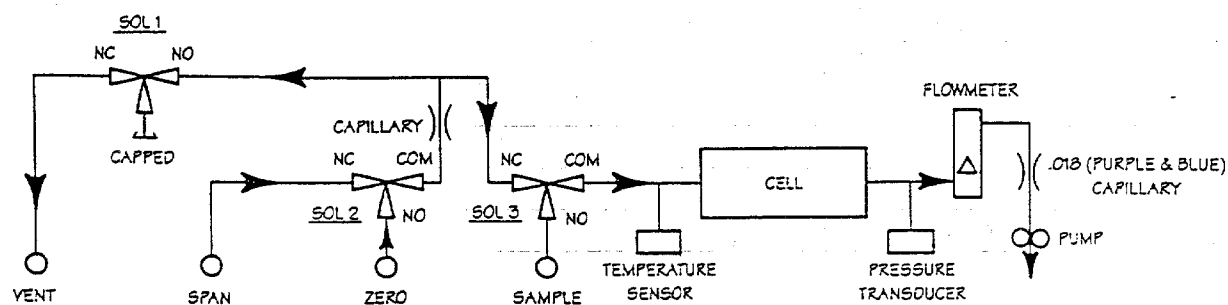 SOL 1
NC
NO
CAPPED
CAPILLARY
NC
COM
SOL 2
NO
NC
COM
SOL 3
NO
CELL
FLOWMETER
.018 (PURPLE & BLUE)
CAPILLARY
PUMP
VENT
SPAN
ZERO
SAMPLE
TEMPERATURE
SENSOR
PRESSURE
TRANSDUCER